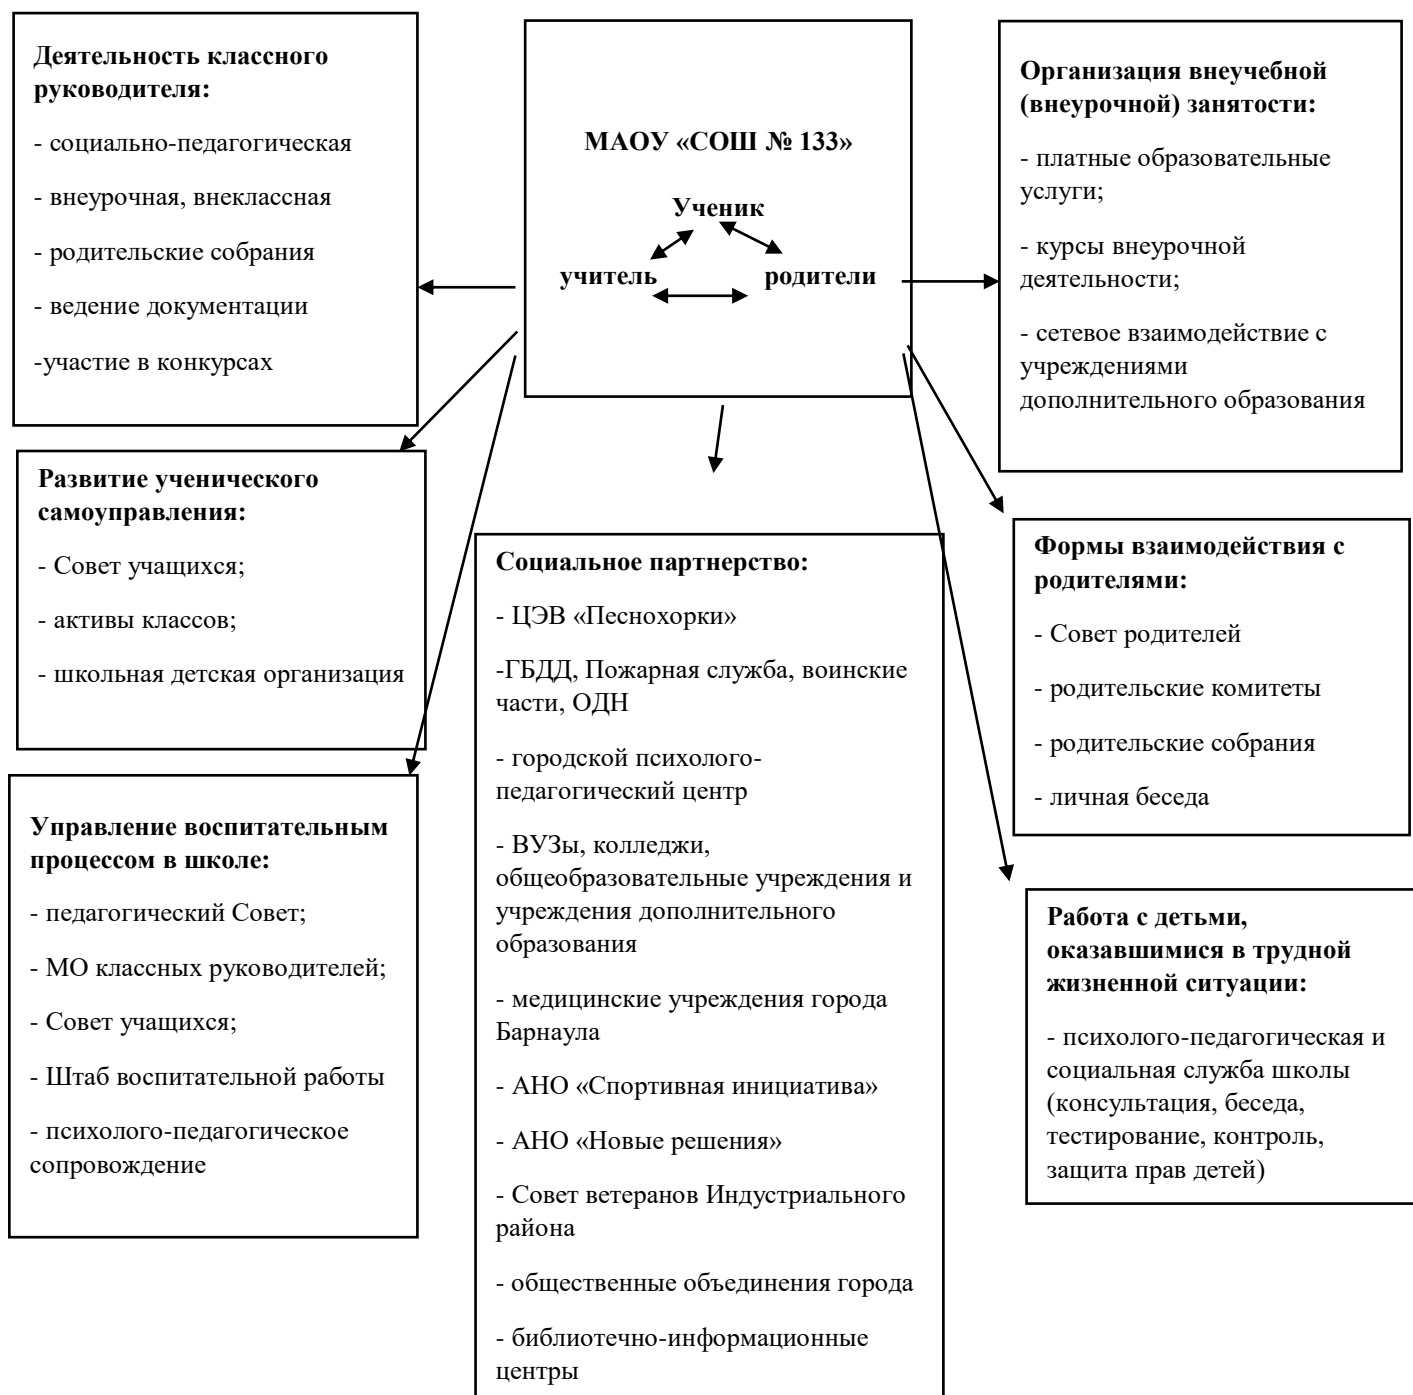 Деятельность классного
руководителя:
- социально-педагогическая
- внеурочная, внеклассная
- родительские собрания
- ведение документации
-участие в конкурсах
МАОУ «СОШ № 133»
Ученик
учитель родители
Организация внеучебной
(внеурочной) занятости:
- платные образовательные
услуги;
- курсы внеурочной
деятельности;
- сетевое взаимодействие с
учреждениями
дополнительного образования
Развитие ученического
самоуправления:
- Совет учащихся;
- активы классов;
- школьная детская организация
Социальное партнерство:
- ЦЭВ «Песнохорки»
-ГБДД, Пожарная служба, воинские
части, ОДН
- городской психолого-
педагогический центр
- ВУЗы, колледжи,
общеобразовательные учреждения и
учреждения дополнительного
образования
- медицинские учреждения города
Барнаула
- АНО «Спортивная инициатива»
- АНО «Новые решения»
- Совет ветеранов Индустриального
района
- общественные объединения города
- библиотечно-информационные
центры
Формы взаимодействия с
родителями:
- Совет родителей
- родительские комитеты
- родительские собрания
- личная беседа
Управление воспитательным
процессом в школе:
- педагогический Совет;
- МО классных руководителей;
- Совет учащихся;
- Штаб воспитательной работы
- психолого-педагогическое
сопровождение
Работа с детьми,
оказавшимися в трудной
жизненной ситуации:
- психолого-педагогическая и
социальная служба школы
(консультация, беседа,
тестирование, контроль,
защита прав детей)